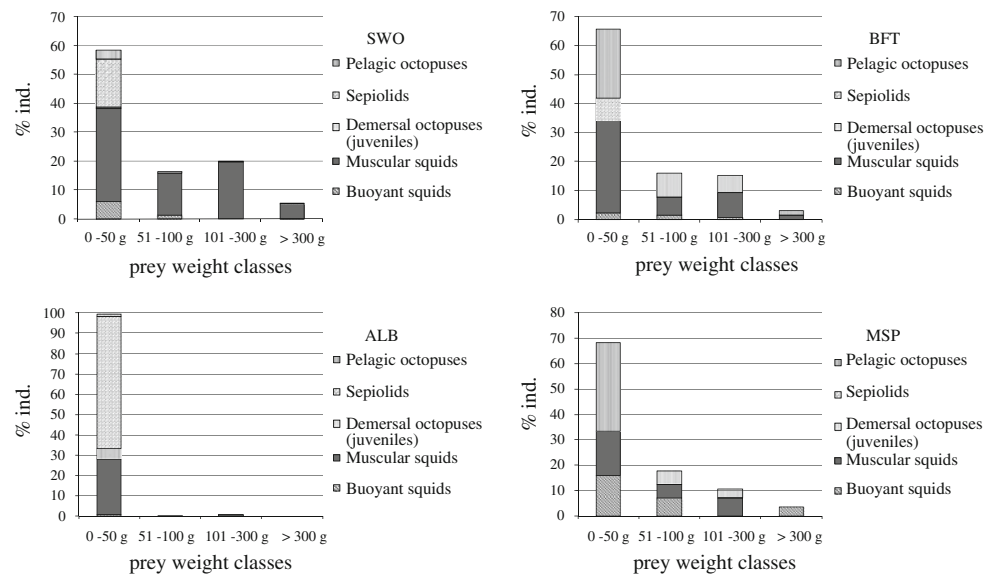 SWO
% ind.
70
60
50
40
30
20
10
0
0 -50 g 51 -100 g 101 -300 g > 300 g
prey weight classes
Pelagic octopuses
Sepiolids
Demersal octopuses
(juveniles)
Muscular squids
Buoyant squids
BFT
% ind.
70
60
50
40
30
20
10
0
0 -50 g 51 -100 g 101 -300 g > 300 g
prey weight classes
Pelagic octopuses
Sepiolids
Demersal octopuses
(juveniles)
Muscular squids
Buoyant squids
ALB
% ind.
100
90
80
70
60
50
40
30
20
10
0
0 -50 g 51 -100 g 101 -300 g > 300 g
prey weight classes
Pelagic octopuses
Sepiolids
Demersal octopuses
(juveniles)
Muscular squids
Buoyant squids
MSP
% ind.
80
70
60
50
40
30
20
10
0
0 -50 g 51 -100 g 101 -300 g > 300 g
prey weight classes
Pelagic octopuses
Sepiolids
Demersal octopuses
(juveniles)
Muscular squids
Buoyant squids